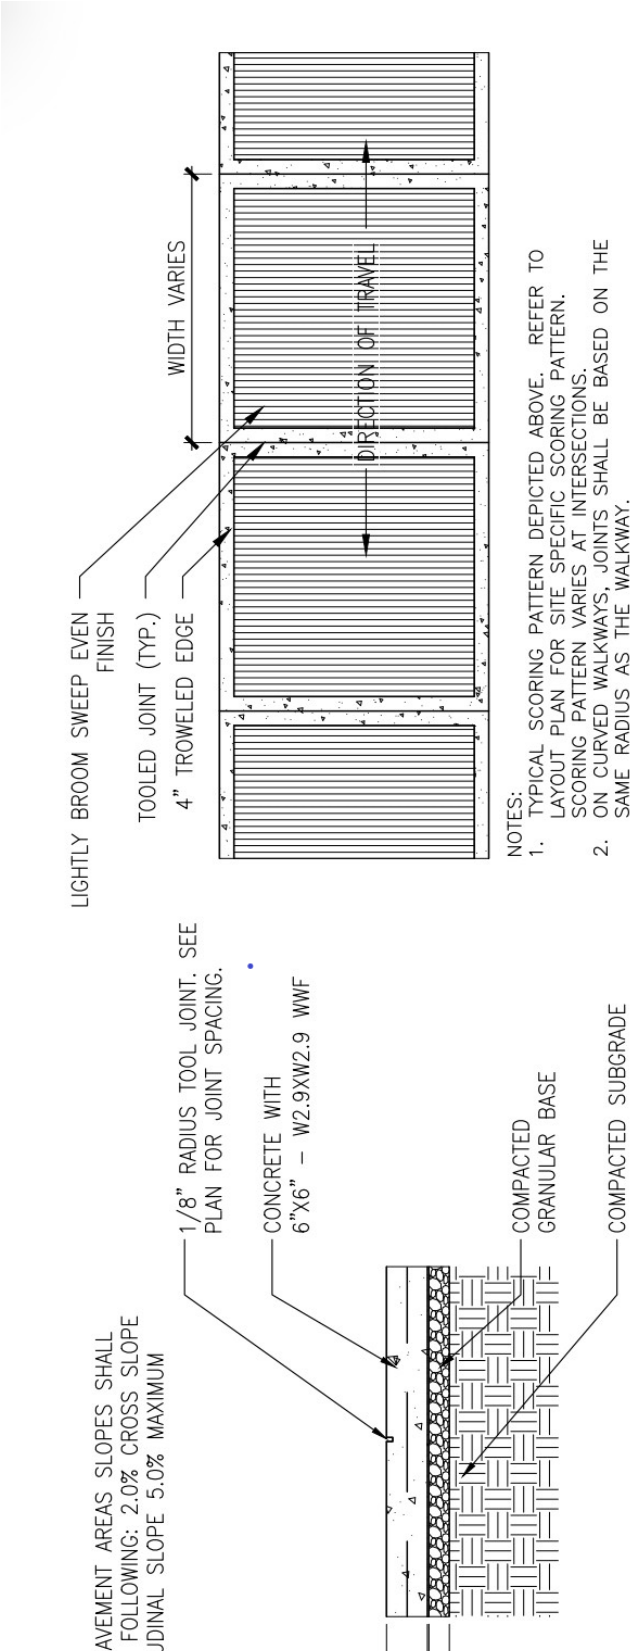 AVEMENT AREAS SLOPES SHALL
FOLLOWING: 2.0% CROSS SLOPE
UDINAL SLOPE 5.0% MAXIMUM
1/8" RADIUS TOOL JOINT. SEE
PLAN FOR JOINT SPACING.
CONCRETE WITH
6"X6" – W2.9XW2.9 WWF
COMPACTED
GRANULAR BASE
COMPACTED SUBGRADE
LIGHTLY BROOM SWEEP EVEN
FINISH
TOOLED JOINT (TYP.)
4" TROWELED EDGE
WIDTH VARIES
DIRECTION OF TRAVEL
NOTES:
1. TYPICAL SCORING PATTERN DEPICTED ABOVE. REFER TO
LAYOUT PLAN FOR SITE SPECIFIC SCORING PATTERN.
SCORING PATTERN VARIES AT INTERSECTIONS.
2. ON CURVED WALKWAYS, JOINTS SHALL BE BASED ON THE
SAME RADIUS AS THE WALKWAY.